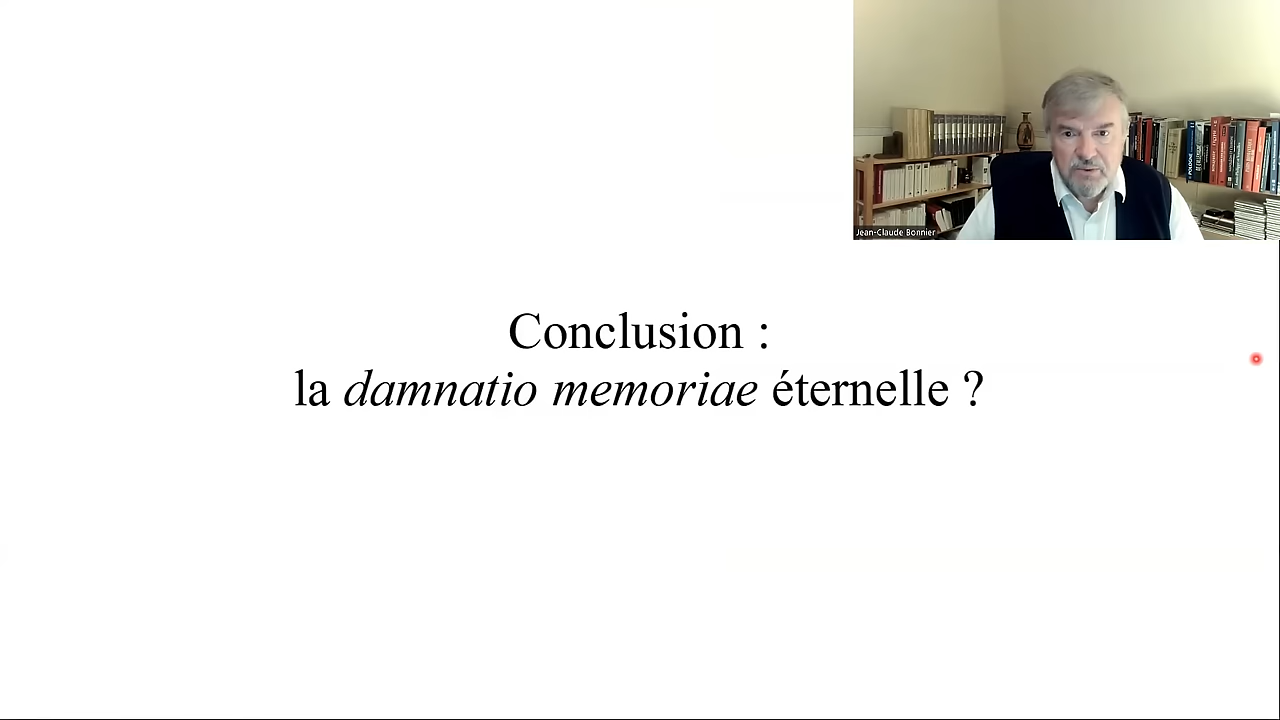 Jean-Claude Bonnier
Conclusion :
la damnatio memoriae éternelle ?